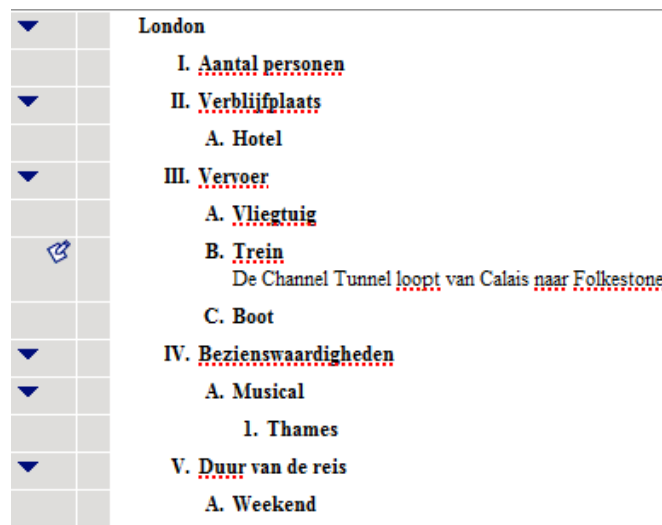 London
I. Aantal personen
II. Verblijfplaats
A. Hotel
III. Vervoer
A. Vliegtuig
B. Trein
De Channel Tunnel loopt van Calais naar Folkestone
C. Boot
IV. Bezienswaardigheden
A. Musical
1. Thames
V. Duur van de reis
A. Weekend